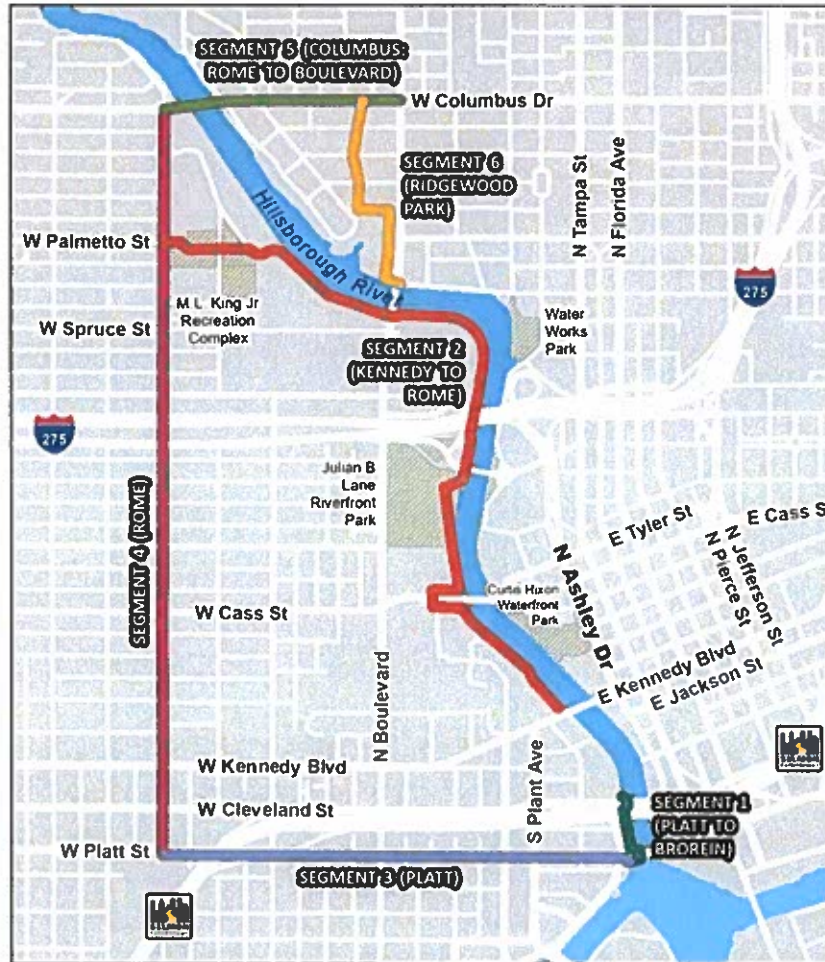 SEGMENT 5 (COLUMBUS:
ROME TO BOULEVARD)
W Columbus Dr
SEGMENT 6
(RIDGEWOOD
PARK)
N Tampa St
N Florida Ave
W Palmetto St
Hillsborough River
275
M L King Jr
Recreation
Complex
W Spruce St
Water
Works
Park
SEGMENT 2
(KENNEDY TO
ROME)
275
Julian B
Lane
Riverfront
Park
SEGMENT 4 (ROME)
E Tyler St
E Cass S
N Jefferson St
N Pierce St
N Ashley Dr
Curtis Hixon
Waterfront
Park
W Cass St
N Boulevard
E Kennedy Blvd
E Jackson St
W Kennedy Blvd
W Cleveland St
S Plant Ave
SEGMENT 1
(PLATT TO
BROREIN)
W Platt St
SEGMENT 3 (PLATT)